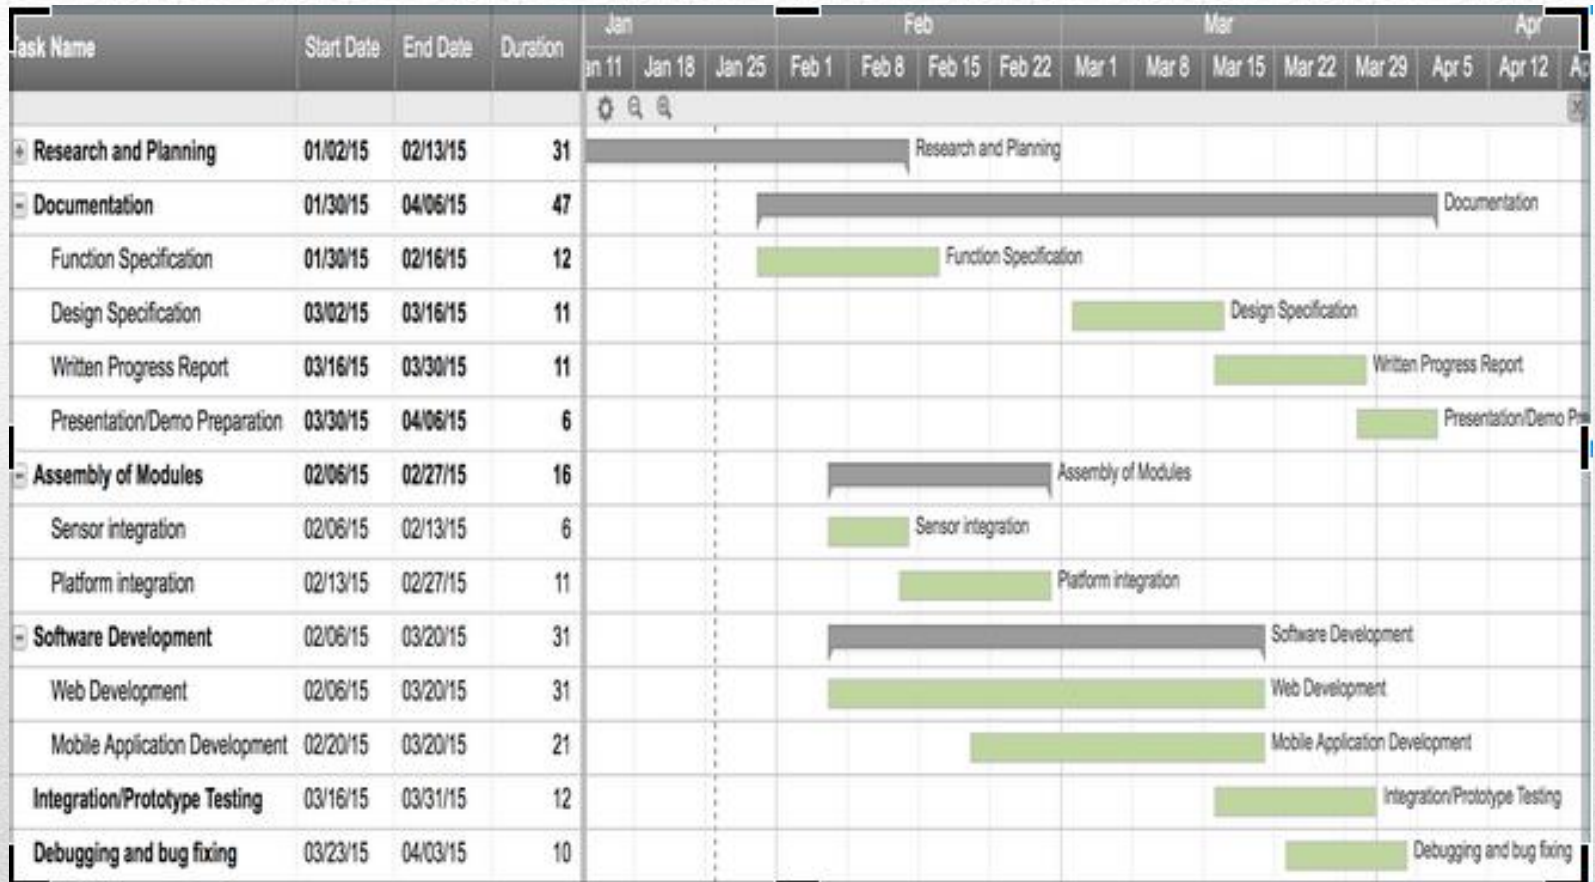 Task Name Start Date End Date Duration Jan Feb Mar Apr
an 11 Jan 18 Jan 25 Feb 1 Feb 8 Feb 15 Feb 22 Mar 1 Mar 8 Mar 15 Mar 22 Mar 29 Apr 5 Apr 12 Ap
Research and Planning 01/02/15 02/13/15 31 Research and Planning
Documentation 01/30/15 04/06/15 47 Documentation
Function Specification 01/30/15 02/16/15 12 Function Specification
Design Specification 03/02/15 03/16/15 11 Design Specification
Written Progress Report 03/16/15 03/30/15 11 Written Progress Report
Presentation/Demo Preparation 03/30/15 04/06/15 6 Presentation/Demo Pre
Assembly of Modules 02/06/15 02/27/15 16 Assembly of Modules
Sensor integration 02/06/15 02/13/15 6 Sensor integration
Platform integration 02/13/15 02/27/15 11 Platform integration
Software Development 02/06/15 03/20/15 31 Software Development
Web Development 02/06/15 03/20/15 31 Web Development
Mobile Application Development 02/20/15 03/20/15 21 Mobile Application Development
Integration/Prototype Testing 03/16/15 03/31/15 12 Integration/Prototype Testing
Debugging and bug fixing 03/23/15 04/03/15 10 Debugging and bug fixing